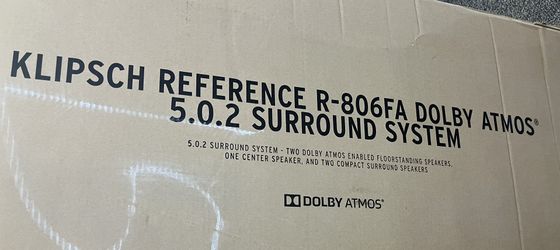 KLIPSCH REFERENCE R-806FA DOLBY ATMOS®
5.0.2 SURROUND SYSTEM
5.0.2 SURROUND SYSTEM - TWO DOLBY ATMOS ENABLED FLOORSTANDING SPEAKERS,
ONE CENTER SPEAKER, AND TWO COMPACT SURROUND SPEAKERS
DOLBY ATMOS®